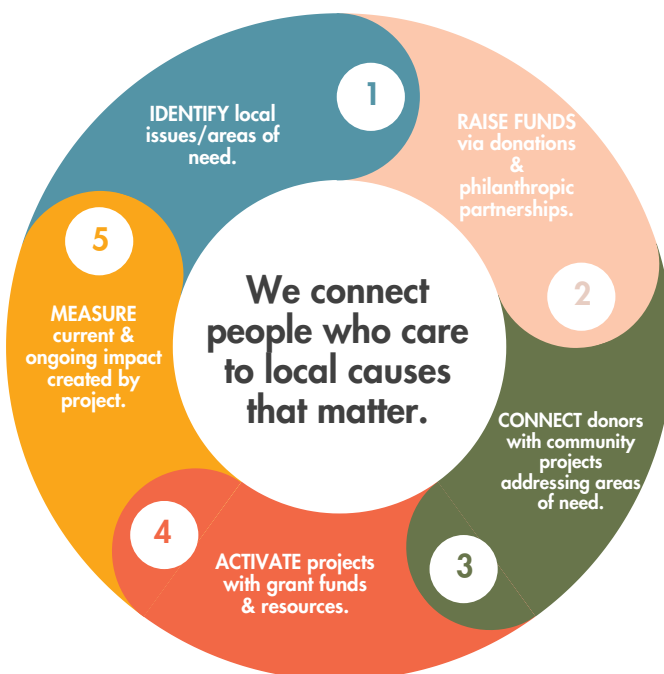 1
IDENTIFY local
issues/areas of
need.
2
RAISE FUNDS
via donations
&
philanthropic
partnerships.
3
CONNECT donors
with community
projects
addressing areas
of need.
4
ACTIVATE projects
with grant funds
& resources.
5
MEASURE
current &
ongoing impact
created by
project.
We connect
people who care
to local causes
that matter.